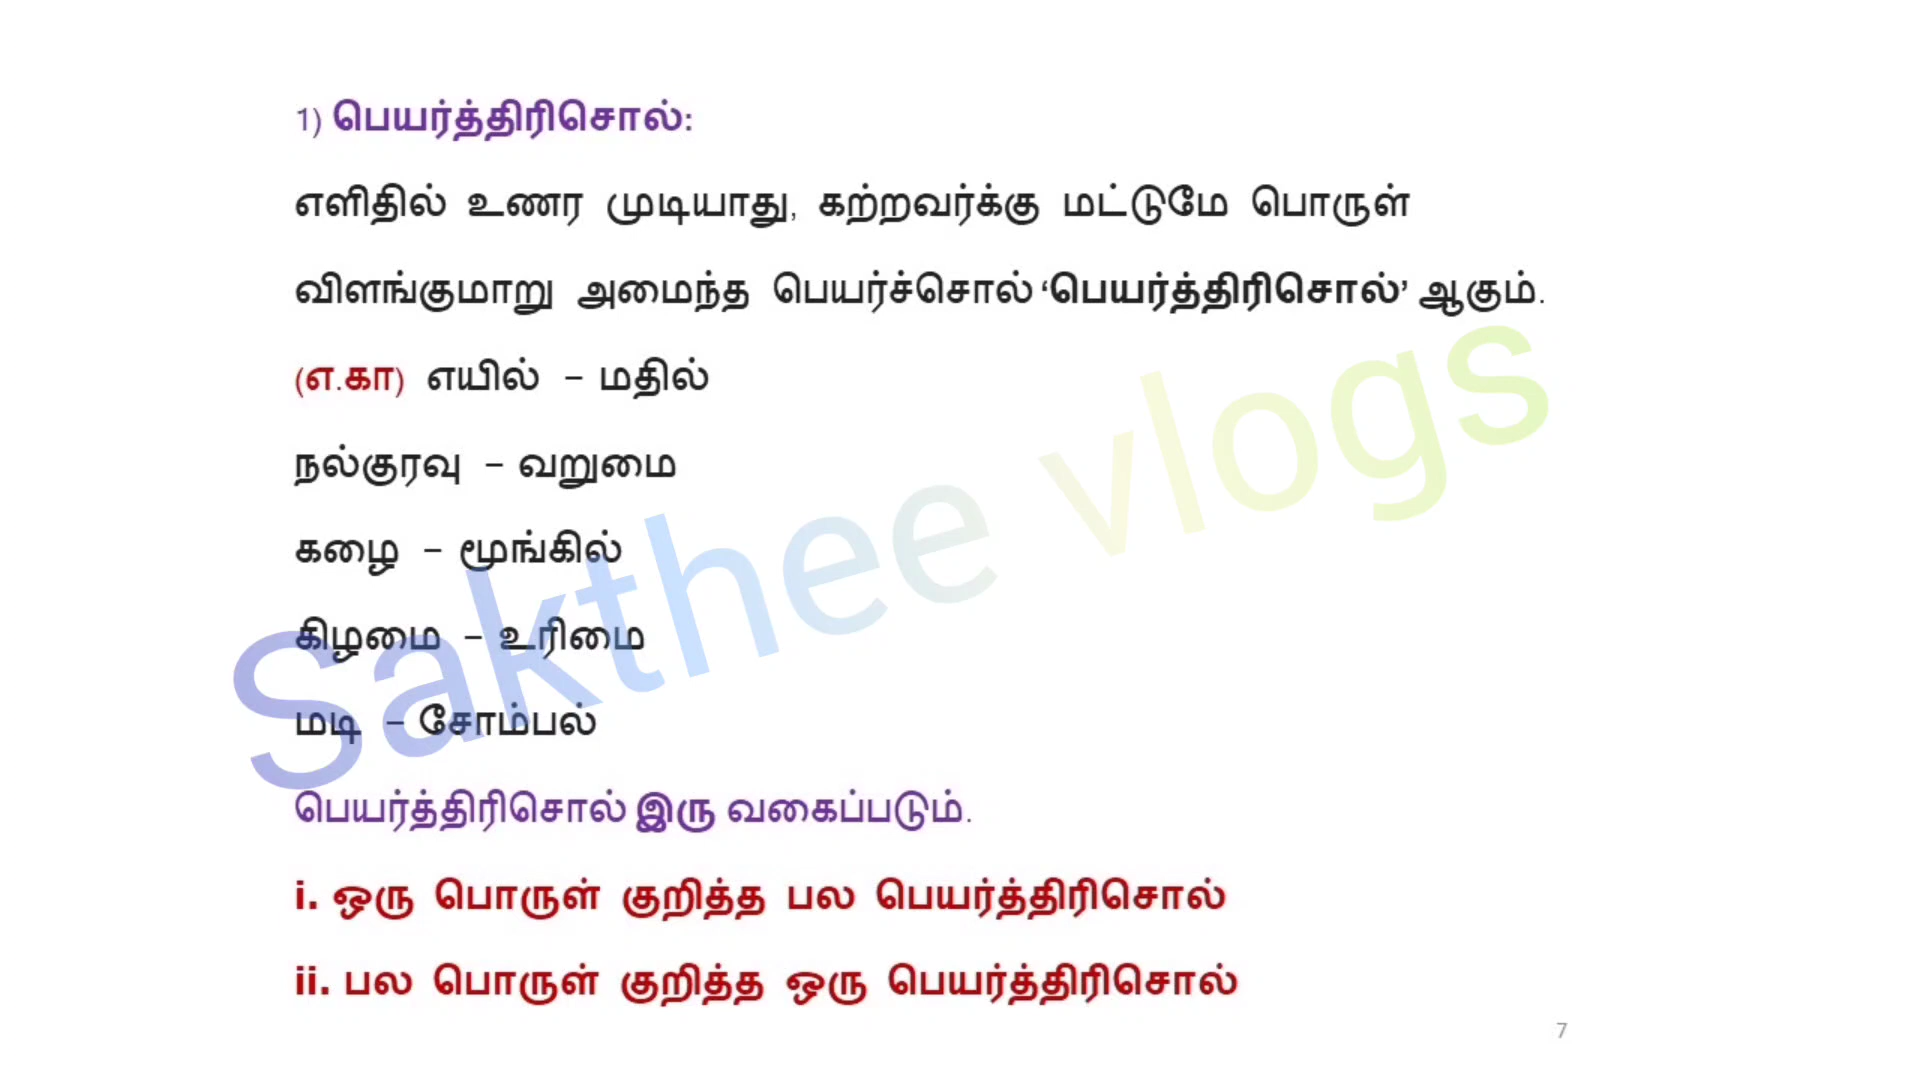 1) பெயர்த்திரிசொல்:
எளிதில் உணர முடியாது, கற்றவர்க்கு மட்டுமே பொருள்
விளங்குமாறு அமைந்த பெயர்ச்சொல் ‘பெயர்த்திரிசொல்’ ஆகும்.
(எ.கா) எயில் – மதில்
நல்குரவு – வறுமை
கழை – மூங்கில்
கிழமை – உரிமை
மடி – சோம்பல்
Sakthee vlogs
பெயர்த்திரிசொல் இரு வகைப்படும்.
i. ஒரு பொருள் குறித்த பல பெயர்த்திரிசொல்
ii. பல பொருள் குறித்த ஒரு பெயர்த்திரிசொல்
7